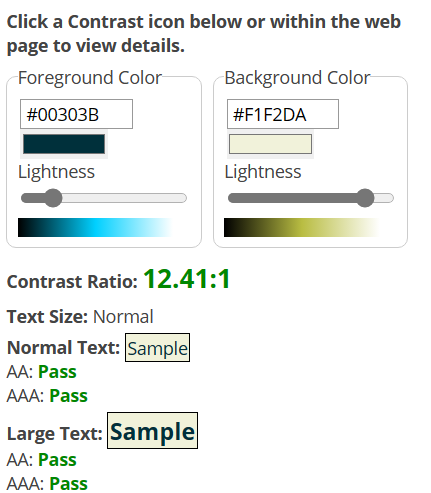 Click a Contrast icon below or within the web
page to view details.
Foreground Color
#00303B
Lightness
Background Color
#F1F2DA
Lightness
Contrast Ratio: 12.41:1
Text Size: Normal
Normal Text: Sample
AA: Pass
AAA: Pass
Large Text: Sample
AA: Pass
AAA: Pass